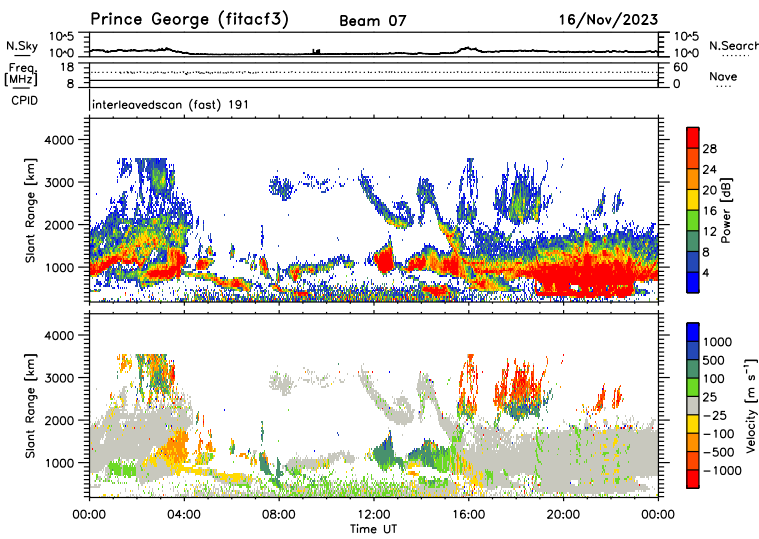 Prince George (fitacf3) Beam 07 16/Nov/2023
N.Sky 10^5 10^0 10^5 10^0 N.Search
Freq. [MHz] 18 8 60 0 Nave
CPID interleavedscan (fast) 191
Slant Range [km] 4000 3000 2000 1000
Power [dB] 28 24 20 16 12 8 4
Slant Range [km] 4000 3000 2000 1000
Velocity [m s⁻¹] 1000 500 100 25 −25 −100 −500 −1000
00:00 04:00 08:00 12:00 16:00 20:00 00:00
Time UT